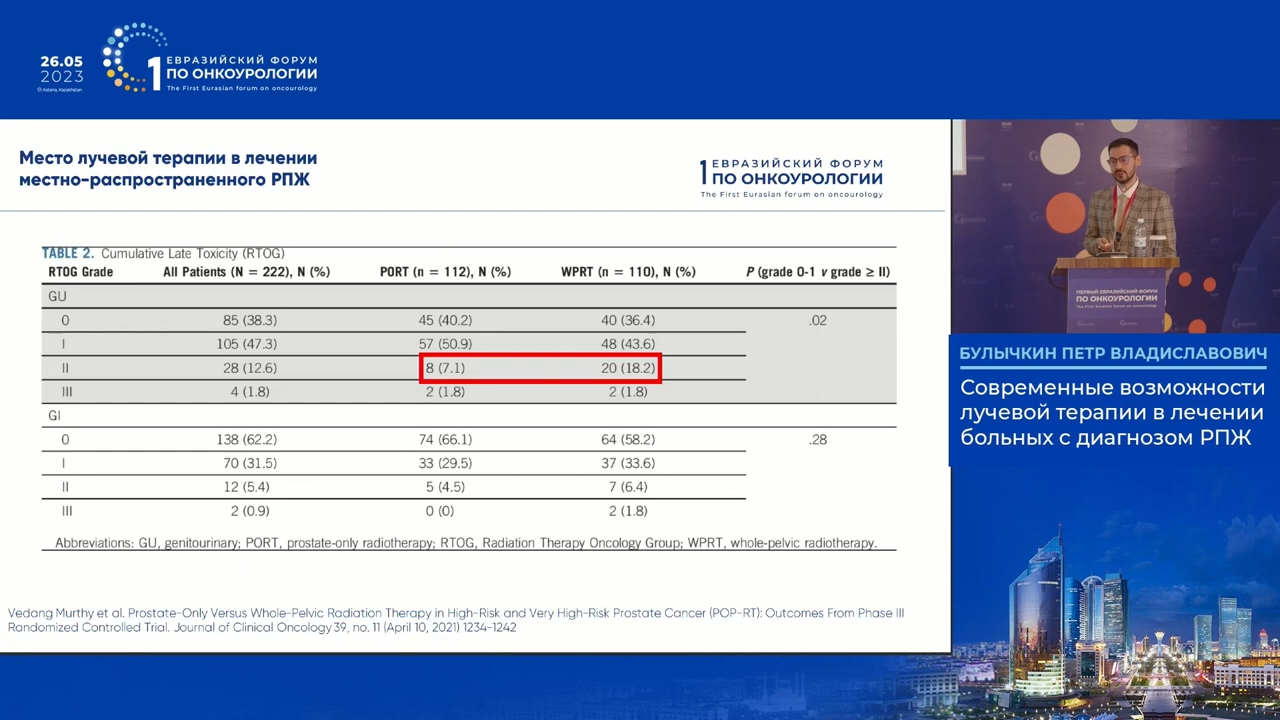 26.05
2023
Astana, Kazakhstan
1 ЕВРАЗИЙСКИЙ ФОРУМ
ПО ОНКОУРОЛОГИИ
The First Eurasian forum on oncourology
Место лучевой терапии в лечении
местно-распространенного РПЖ
1 ЕВРАЗИЙСКИЙ ФОРУМ
ПО ОНКОУРОЛОГИИ
The First Eurasian forum on oncourology
TABLE 2. Cumulative Late Toxicity (RTOG)
RTOG Grade All Patients (N = 222), N (%) PORT (n = 112), N (%) WPRT (n = 110), N (%) P (grade 0-1 v grade ≥ II)
GU
0 85 (38.3) 45 (40.2) 40 (36.4) .02
I 105 (47.3) 57 (50.9) 48 (43.6)
II 28 (12.6) 8 (7.1) 20 (18.2)
III 4 (1.8) 2 (1.8) 2 (1.8)
GI
0 138 (62.2) 74 (66.1) 64 (58.2) .28
I 70 (31.5) 33 (29.5) 37 (33.6)
II 12 (5.4) 5 (4.5) 7 (6.4)
III 2 (0.9) 0 (0) 2 (1.8)
Abbreviations: GU, genitourinary; PORT, prostate-only radiotherapy; RTOG, Radiation Therapy Oncology Group; WPRT, whole-pelvic radiotherapy.
Vedang Murthy et al. Prostate-Only Versus Whole-Pelvic Radiation Therapy in High-Risk and Very High-Risk Prostate Cancer (POP-RT): Outcomes From Phase III
Randomized Controlled Trial. Journal of Clinical Oncology 39, no. 11 (April 10, 2021) 1234-1242
ПЕРВЫЙ ЕВРАЗИЙСКИЙ ФОРУМ
ПО ОНКОУРОЛОГИИ
The First Eurasian forum on oncourology
БУЛЫЧКИН ПЕТР ВЛАДИСЛАВОВИЧ
Современные возможности
лучевой терапии в лечении
больных с диагнозом РПЖ